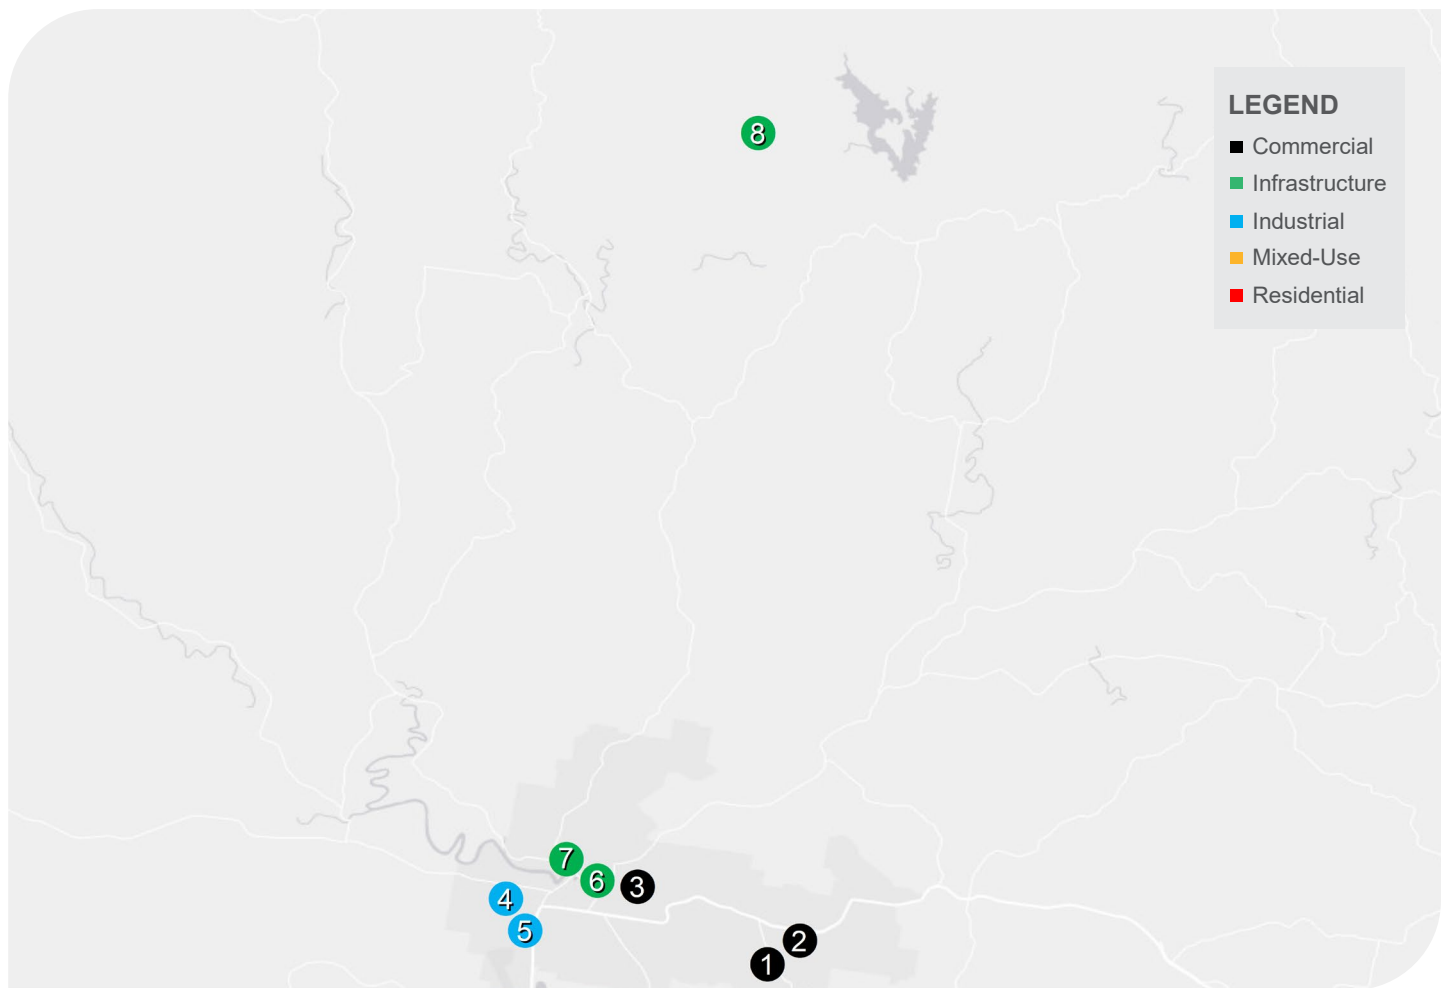 8
LEGEND
Commercial
Infrastructure
Industrial
Mixed-Use
Residential
7
6
3
4
5
2
1